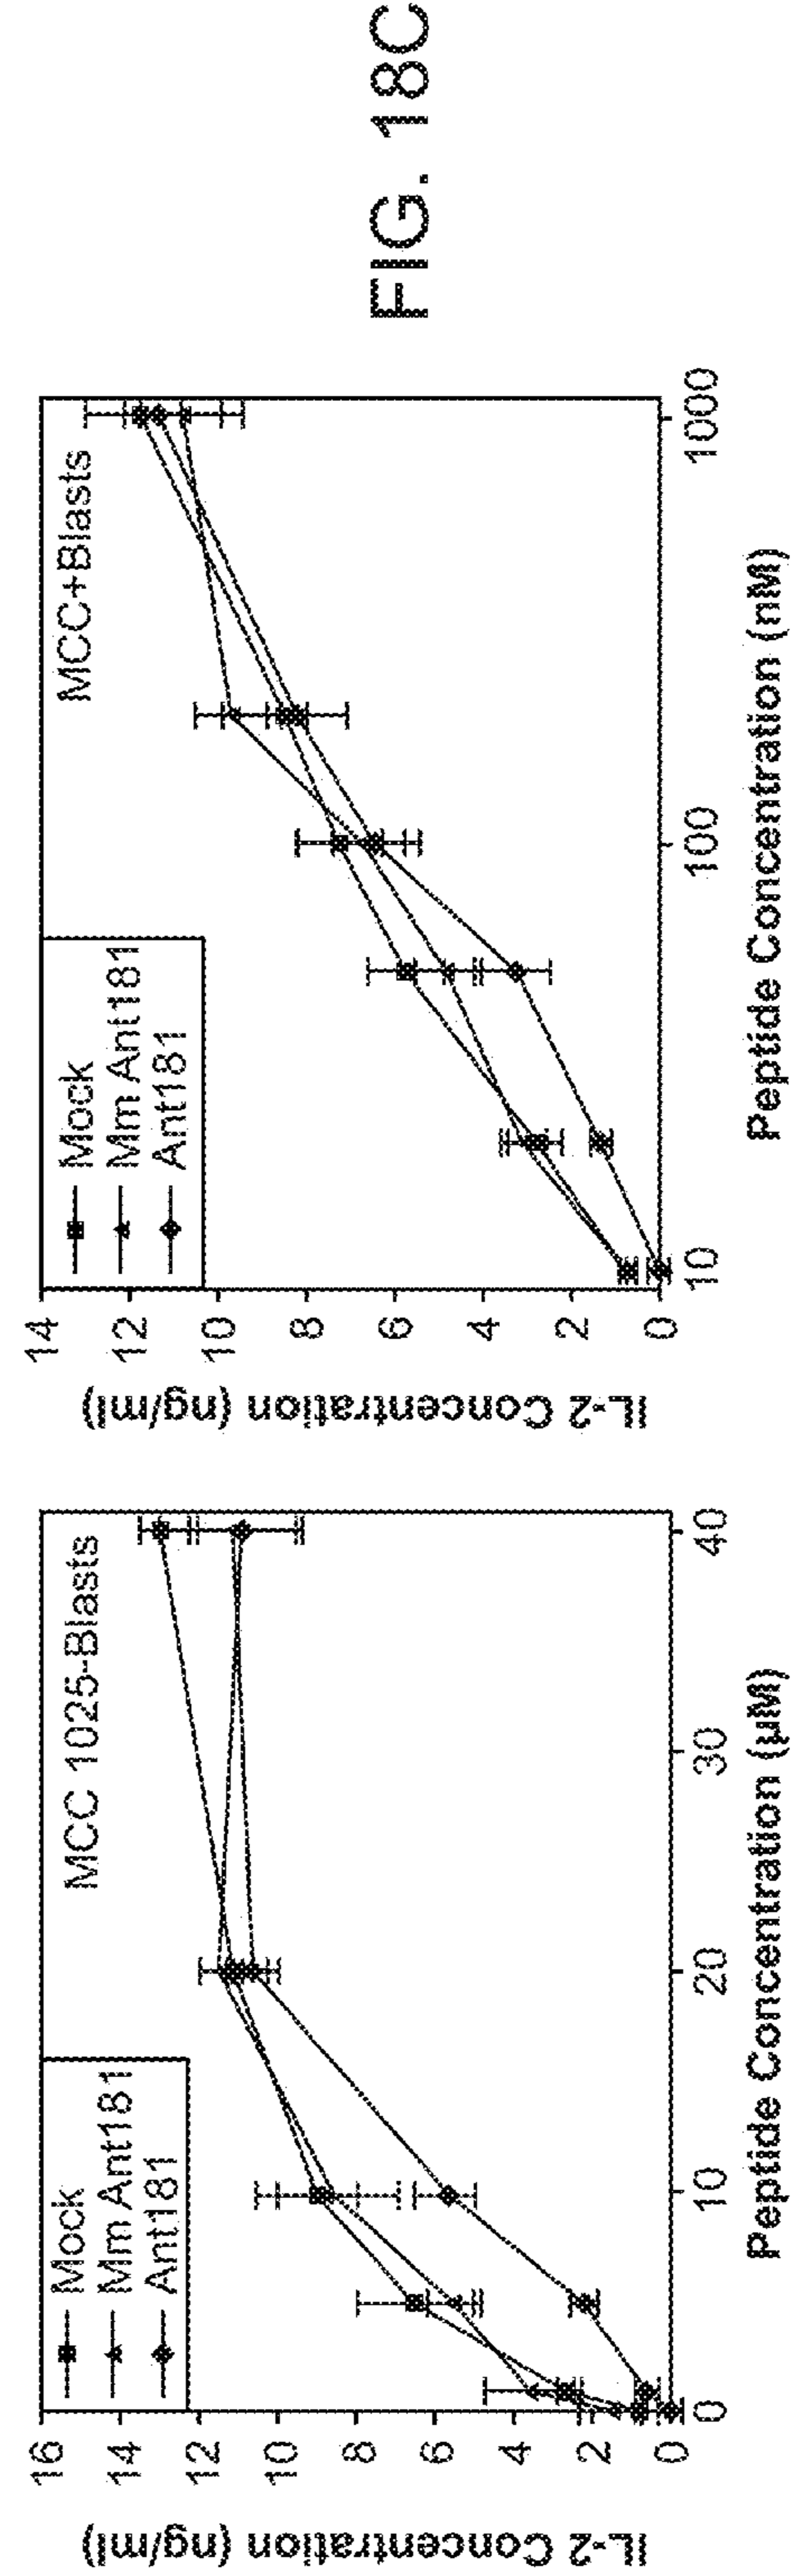 MCC 1025-Blasts
Mock
Mm Ant181
Ant181
IL-2 Concentration (ng/ml)
16
14
12
10
8
6
4
2
0
0
10
20
30
40
Peptide Concentration (µM)
MCC+Blasts
Mock
Mm Ant181
Ant181
IL-2 Concentration (ng/ml)
14
12
10
8
6
4
2
0
10
100
1000
Peptide Concentration (nM)
FIG. 18C